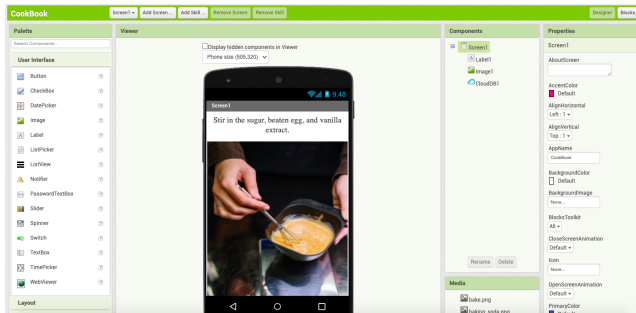 CookBook
Screen1 Add Screen ... Add Skill ... Remove Screen Remove Skill Designer Blocks
Palette
Search Components...
User Interface
Button
CheckBox
DatePicker
Image
Label
ListPicker
ListView
Notifier
PasswordTextBox
Slider
Spinner
Switch
TextBox
TimePicker
WebViewer
Layout
Viewer
Display hidden components in Viewer
Phone size (505,320)
9:48
Screen1
Stir in the sugar, beaten egg, and vanilla
extract.
Components
Screen1
Label1
Image1
CloudDB1
Rename Delete
Media
bake.png
baking_soda.png
Properties
Screen1
AboutScreen
AccentColor
Default
AlignHorizontal
Left : 1
AlignVertical
Top : 1
AppName
CookBook
BackgroundColor
Default
BackgroundImage
None...
BlocksToolkit
All
CloseScreenAnimation
Default
Icon
None...
OpenScreenAnimation
Default
PrimaryColor
Default